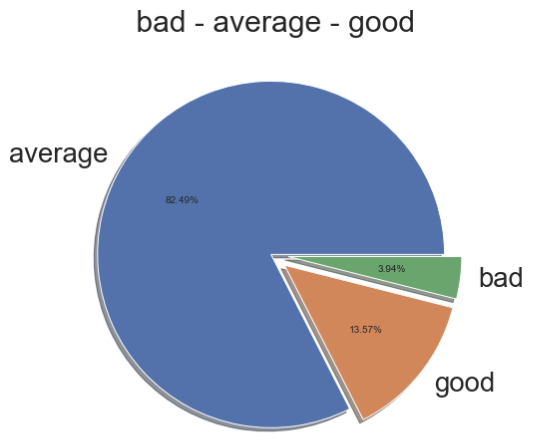 bad - average - good
average
82.49%
3.94%
bad
13.57%
good